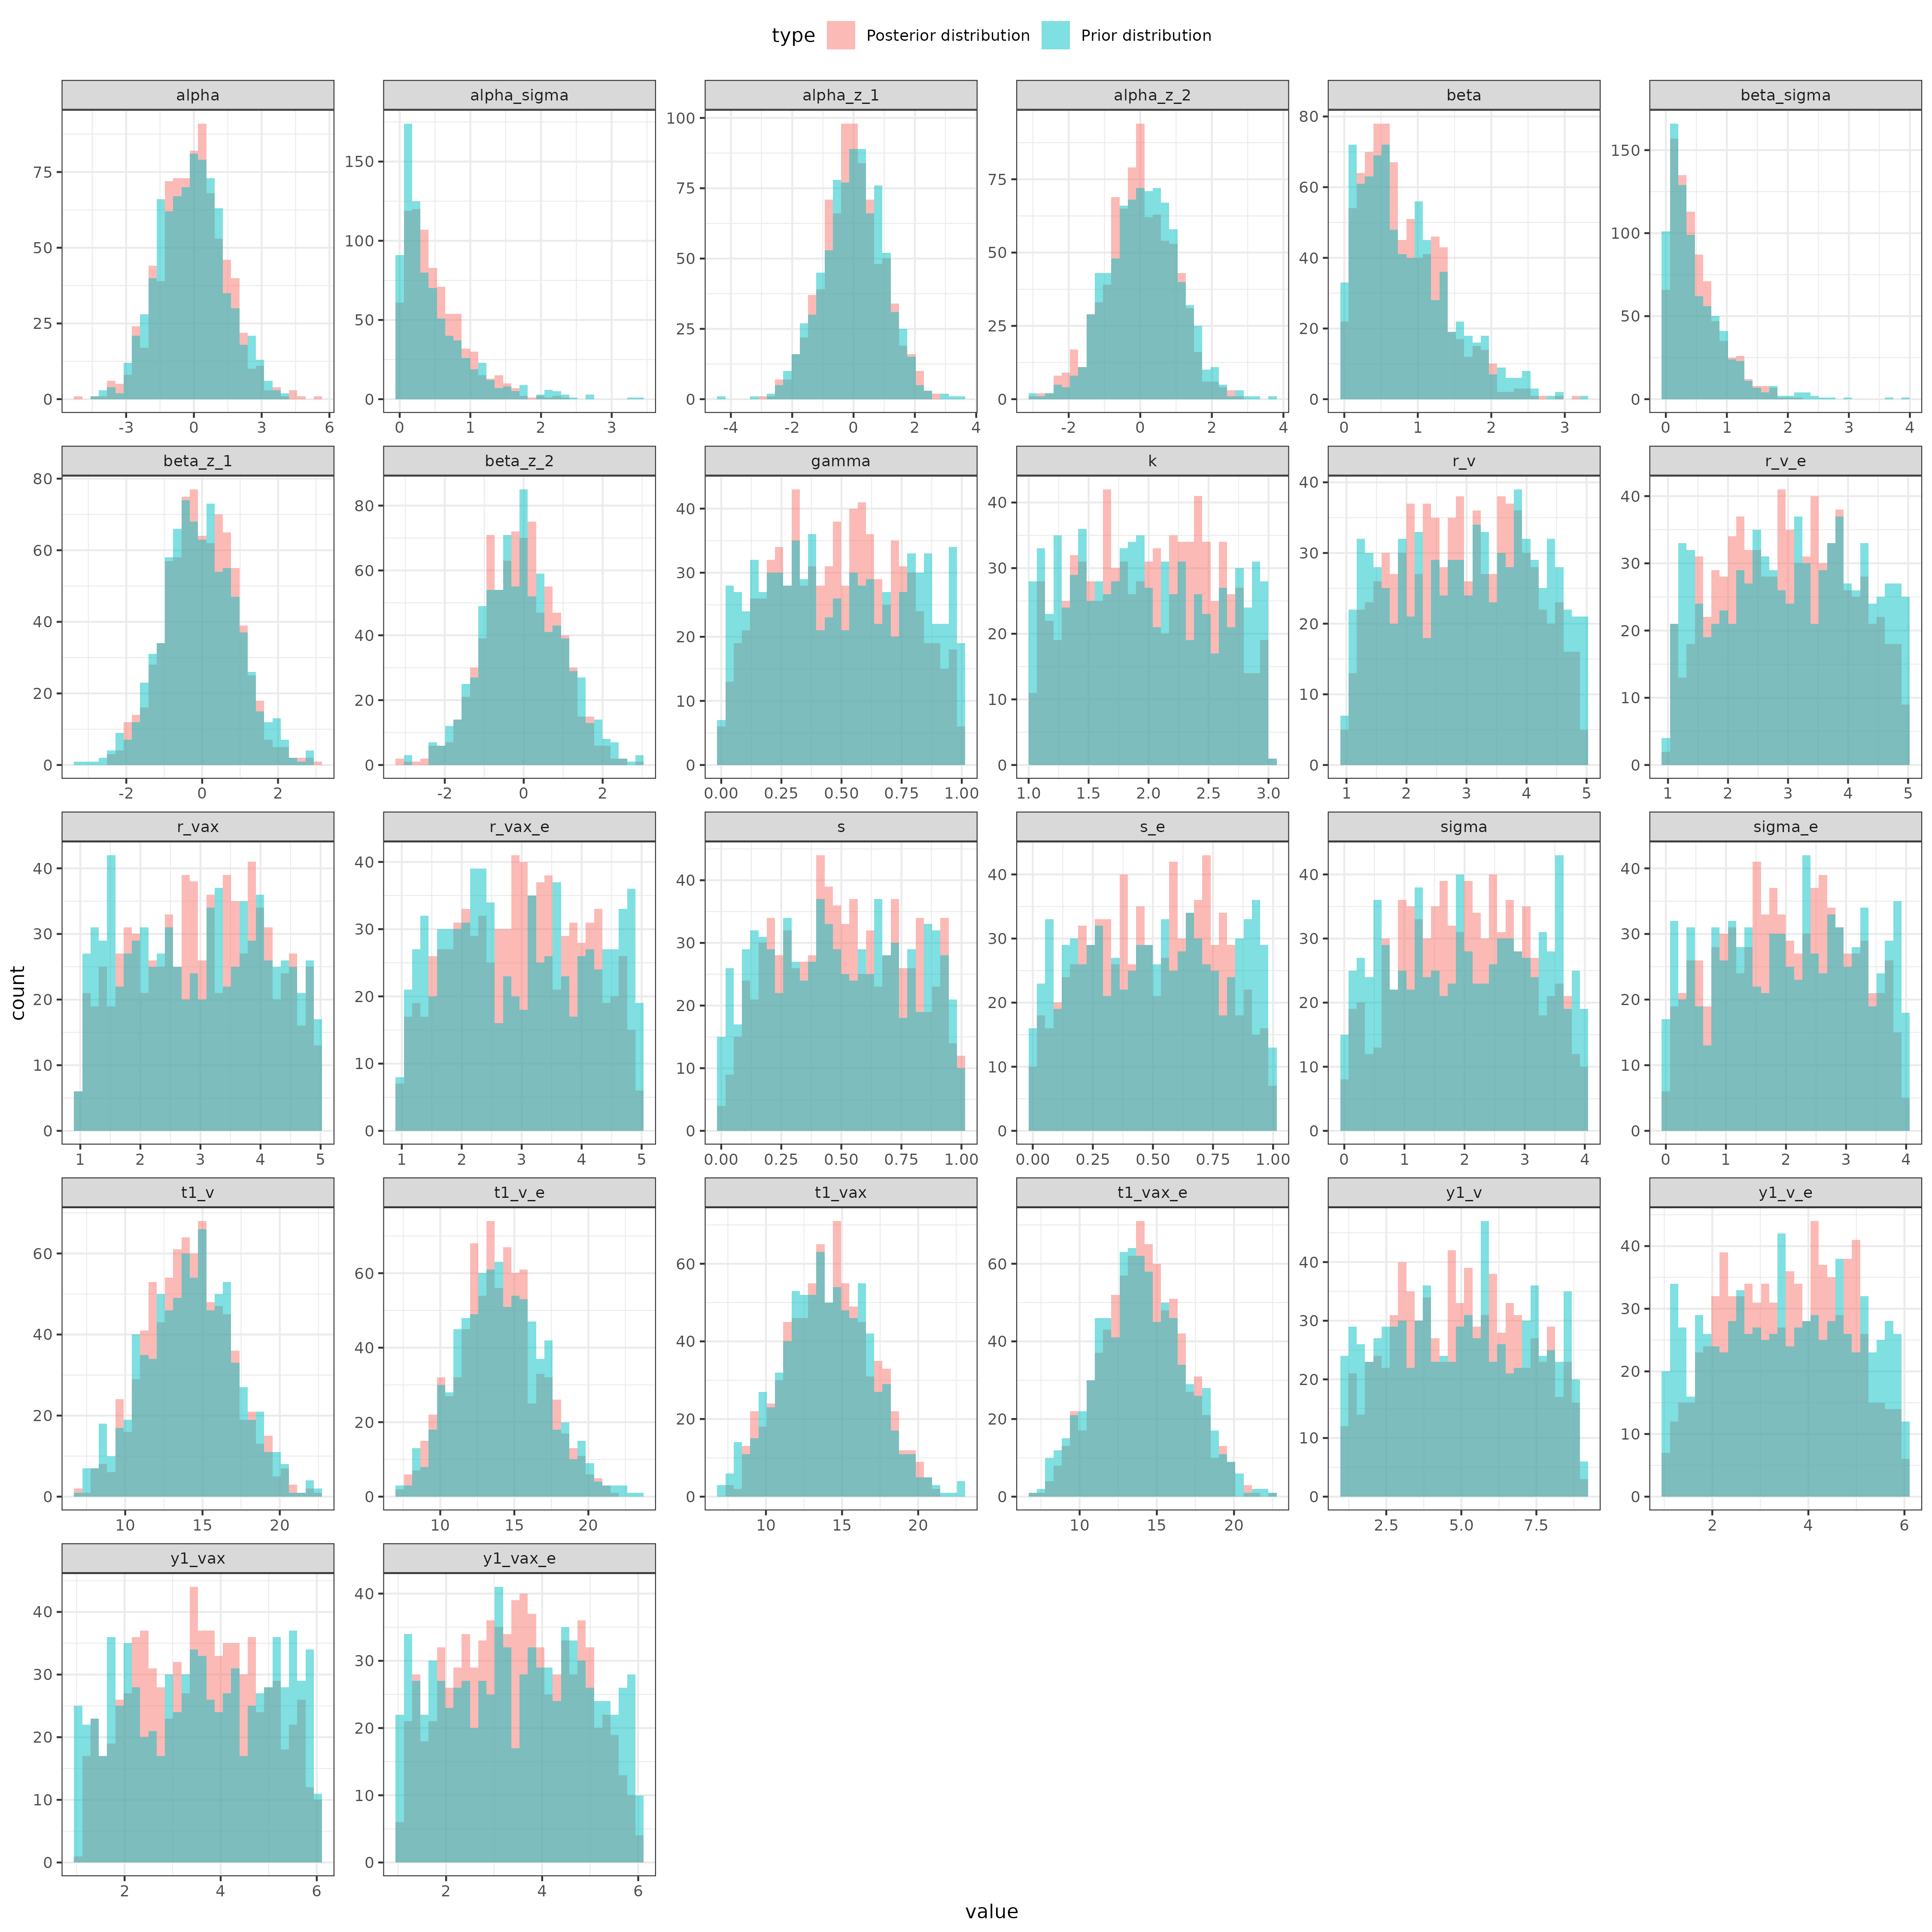 type Posterior distribution Prior distribution
alpha alpha_sigma alpha_z_1 alpha_z_2 beta beta_sigma
75 50 25 0
150 100 50 0
100 75 50 25 0
75 50 25 0
80 60 40 20 0
150 100 50 0
-3 0 3 6
0 1 2 3
-4 -2 0 2 4
-2 0 2 4
0 1 2 3
0 1 2 3 4
beta_z_1 beta_z_2 gamma k r_v r_v_e
80 60 40 20 0
80 60 40 20 0
40 30 20 10 0
40 30 20 10 0
40 30 20 10 0
40 30 20 10 0
-2 0 2
-2 0 2
0.00 0.25 0.50 0.75 1.00
1.0 1.5 2.0 2.5 3.0
1 2 3 4 5
1 2 3 4 5
r_vax r_vax_e s s_e sigma sigma_e
40 30 20 10 0
40 30 20 10 0
40 30 20 10 0
40 30 20 10 0
40 30 20 10 0
40 30 20 10 0
1 2 3 4 5
1 2 3 4 5
0.00 0.25 0.50 0.75 1.00
0.00 0.25 0.50 0.75 1.00
0 1 2 3 4
0 1 2 3 4
count
t1_v t1_v_e t1_vax t1_vax_e y1_v y1_v_e
60 40 20 0
60 40 20 0
60 40 20 0
60 40 20 0
40 30 20 10 0
40 30 20 10 0
10 15 20
10 15 20
10 15 20
10 15 20
2.5 5.0 7.5
2 4 6
y1_vax y1_vax_e
40 30 20 10 0
40 30 20 10 0
2 4 6
2 4 6
value